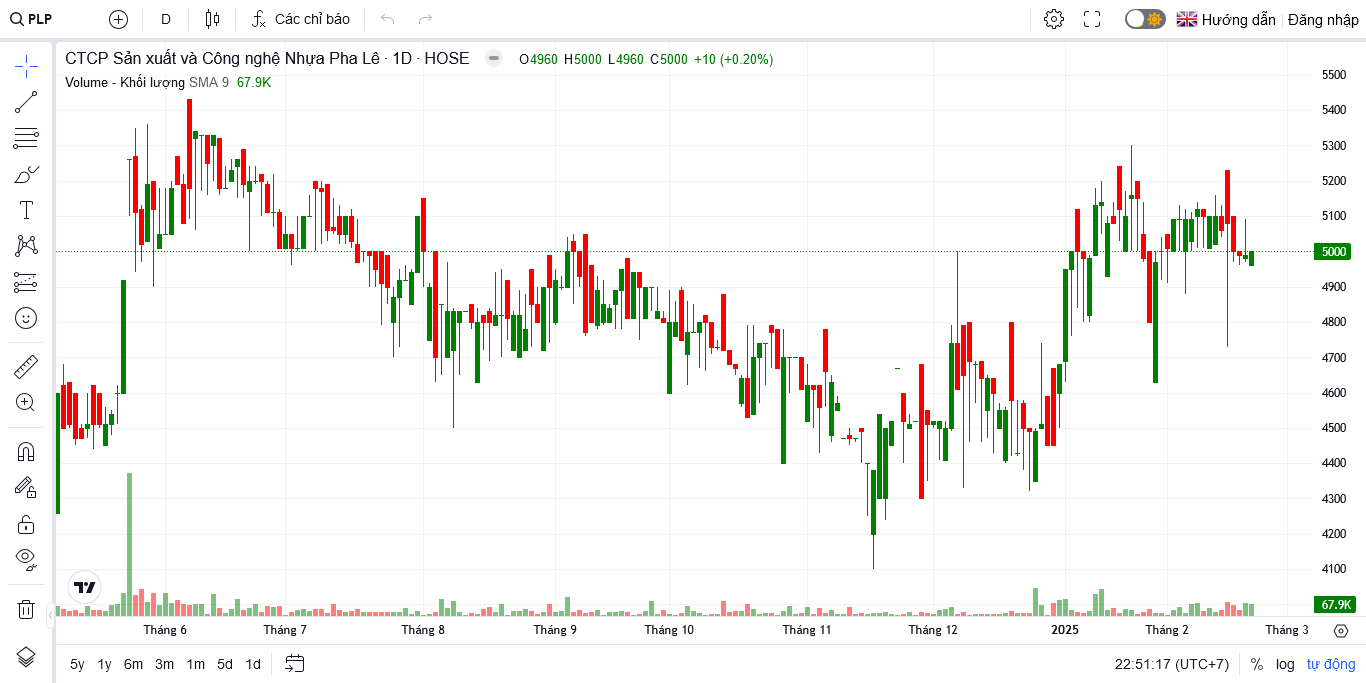 PLP D Các chỉ báo Hướng dẫn Đăng nhập
CTCP Sản xuất và Công nghệ Nhựa Pha Lê · 1D · HOSE O4960 H5000 L4960 C5000 +10 (+0.20%)
Volume - Khối lượng SMA 9 67.9K
5500
5400
5300
5200
5100
5000
4900
4800
4700
4600
4500
4400
4300
4200
4100
67.9K
Tháng 6 Tháng 7 Tháng 8 Tháng 9 Tháng 10 Tháng 11 Tháng 12 2025 Tháng 2 Tháng 3
5y 1y 6m 3m 1m 5d 1d 22:51:17 (UTC+7) % log tự động